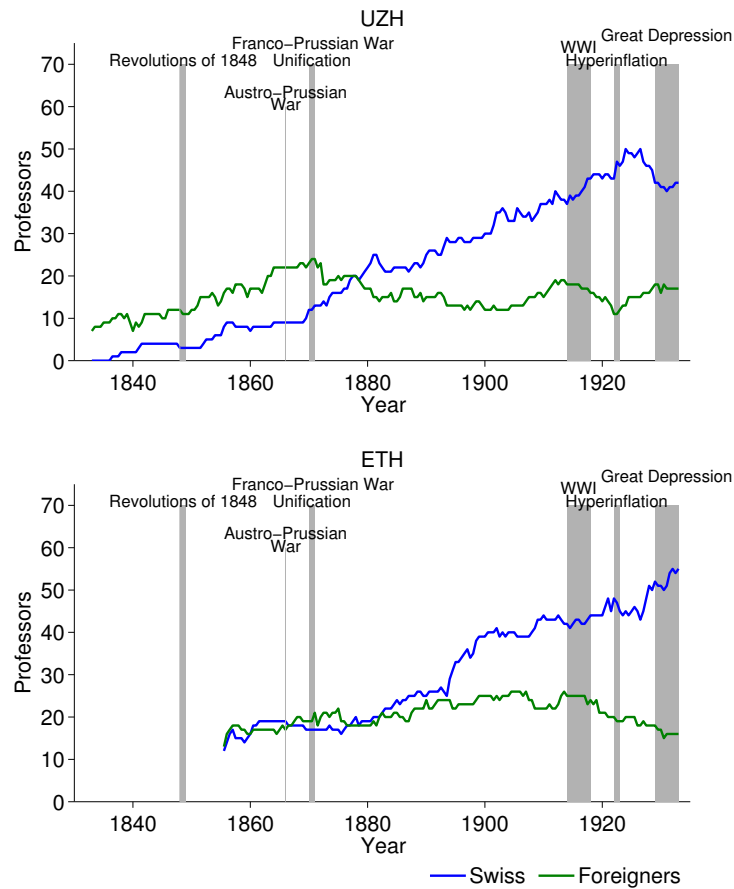 UZH
Franco−Prussian War
Great Depression
WWI
Revolutions of 1848
Unification
Hyperinflation
Austro−Prussian
War
70
60
50
40
30
20
10
0
Professors
1840
1860
1880
1900
1920
Year
ETH
Franco−Prussian War
Great Depression
WWI
Revolutions of 1848
Unification
Hyperinflation
Austro−Prussian
War
70
60
50
40
30
20
10
0
Professors
1840
1860
1880
1900
1920
Year
Swiss
Foreigners